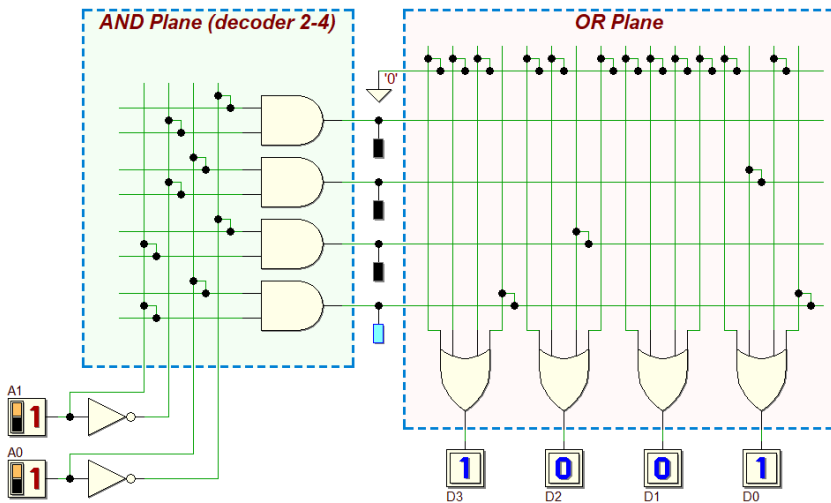 AND Plane (decoder 2-4)
OR Plane
'0'
A1
1
A0
1
1
0
0
1
D3
D2
D1
D0